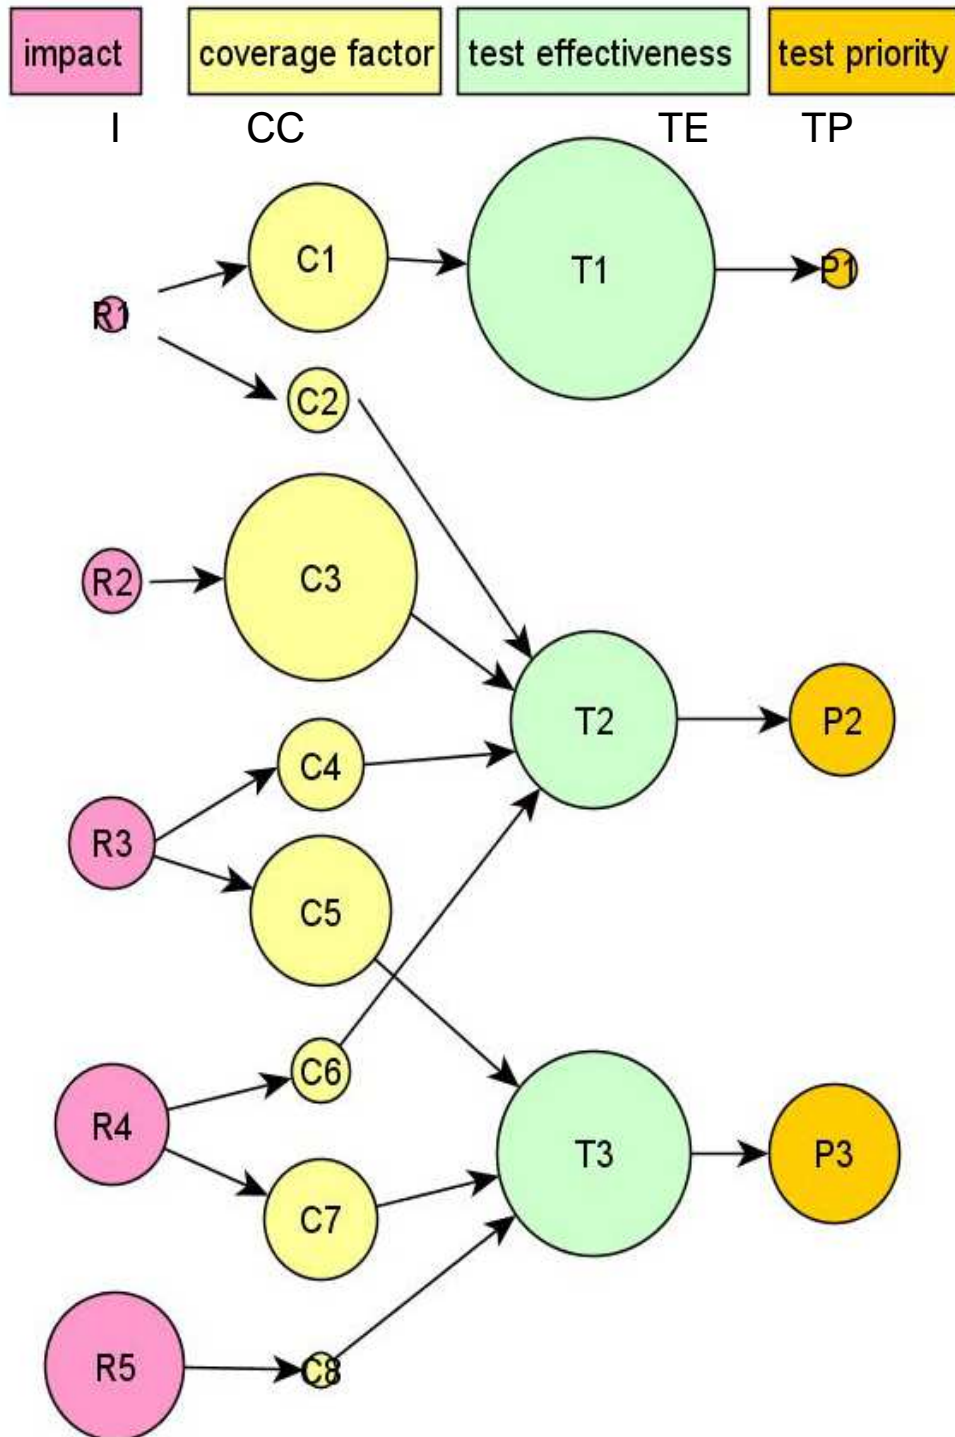 impact coverage factor test effectiveness test priority
I CC TE TP
C1
T1
P1
R1
C2
C3
R2
T2
P2
C4
R3
C5
C6
R4
T3
P3
C7
R5
C8